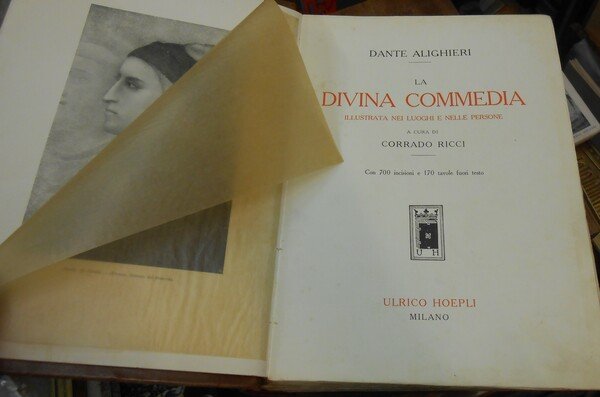 DANTE ALIGHIERI
LA
DIVINA COMMEDIA
ILLUSTRATA NEI LUOGHI E NELLE PERSONE
A CURA DI
CORRADO RICCI
Con 700 incisioni e 170 tavole fuori testo
U H
ULRICO HOEPLI
MILANO